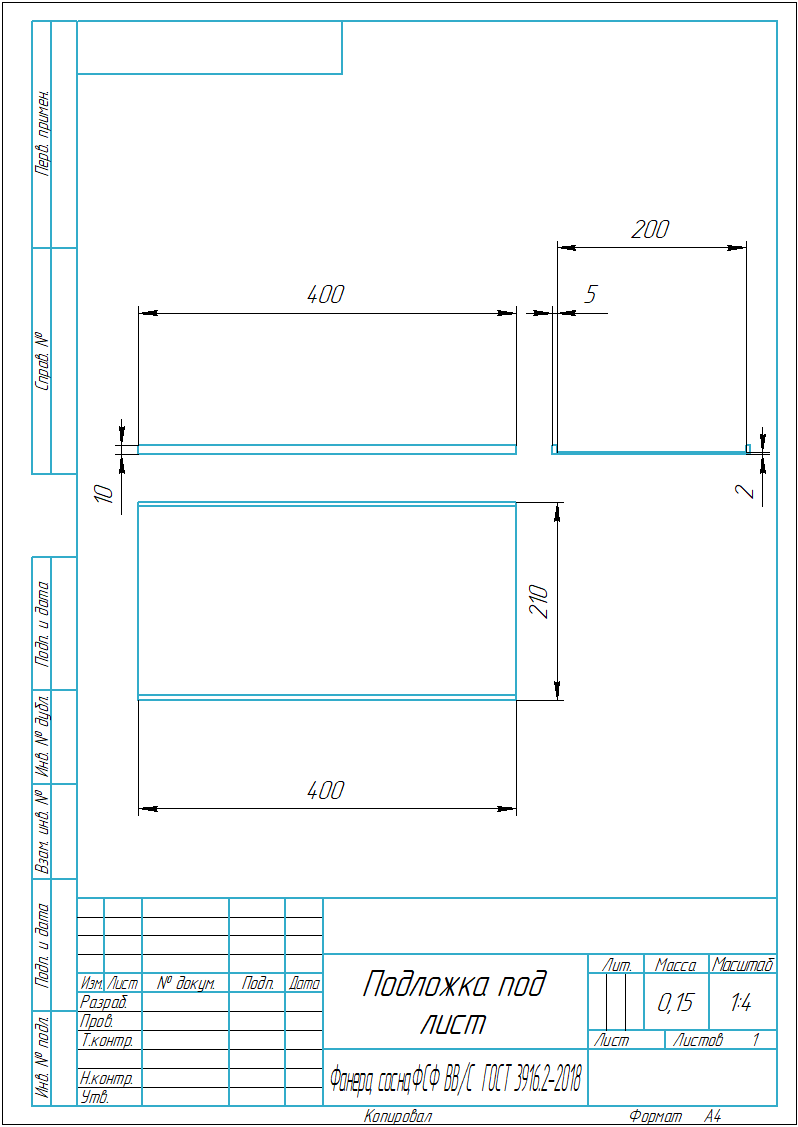 Перв. примен.
Справ. №
Подп. и дата
Инв. № дубл.
Взам. инв. №
Подп. и дата
Инв. № подл.
200
400
5
10
2
210
400
Изм. Лист № докум. Подп. Дата
Разраб.
Пров.
Т.контр.
Н.контр.
Утв.
Подложка под
лист
Фанера, сосна,ФСФ ВВ/С ГОСТ 3916.2-2018
Лит. Масса Масштаб
0,15 1:4
Лист Листов 1
Копировал Формат А4